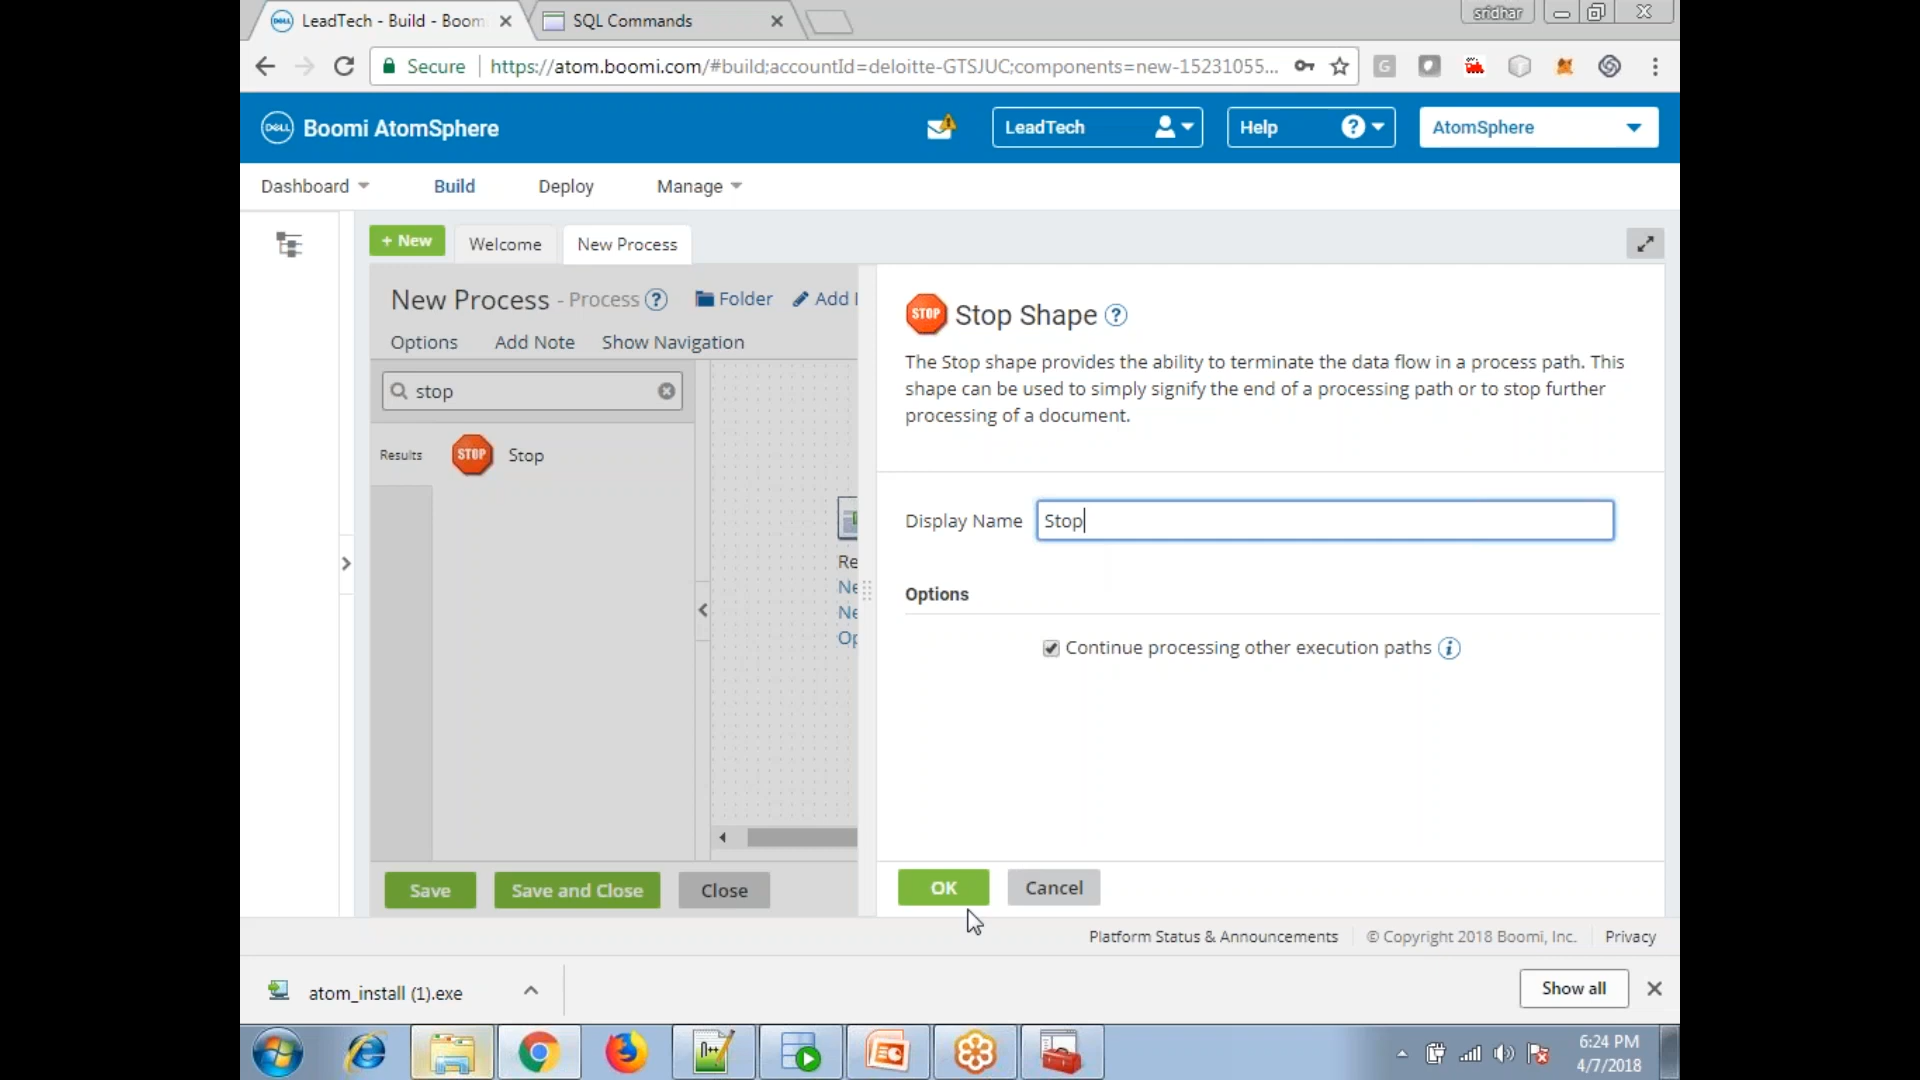 LeadTech - Build - Boom
SQL Commands
sridhar
Secure
https://atom.boomi.com/#build;accountId=deloitte-GTSJUC;components=new-15231055...
DELL
Boomi AtomSphere
LeadTech
Help
AtomSphere
Dashboard
Build
Deploy
Manage
+ New
Welcome
New Process
New Process - Process
Folder
Add I
Options
Add Note
Show Navigation
stop
Results
STOP
Stop
Re
Ne
Ne
Op
STOP
Stop Shape
The Stop shape provides the ability to terminate the data flow in a process path. This
shape can be used to simply signify the end of a processing path or to stop further
processing of a document.
Display Name
Stop
Options
Continue processing other execution paths
OK
Cancel
Save
Save and Close
Close
Platform Status & Announcements
© Copyright 2018 Boomi, Inc.
Privacy
atom_install (1).exe
Show all
6:24 PM
4/7/2018